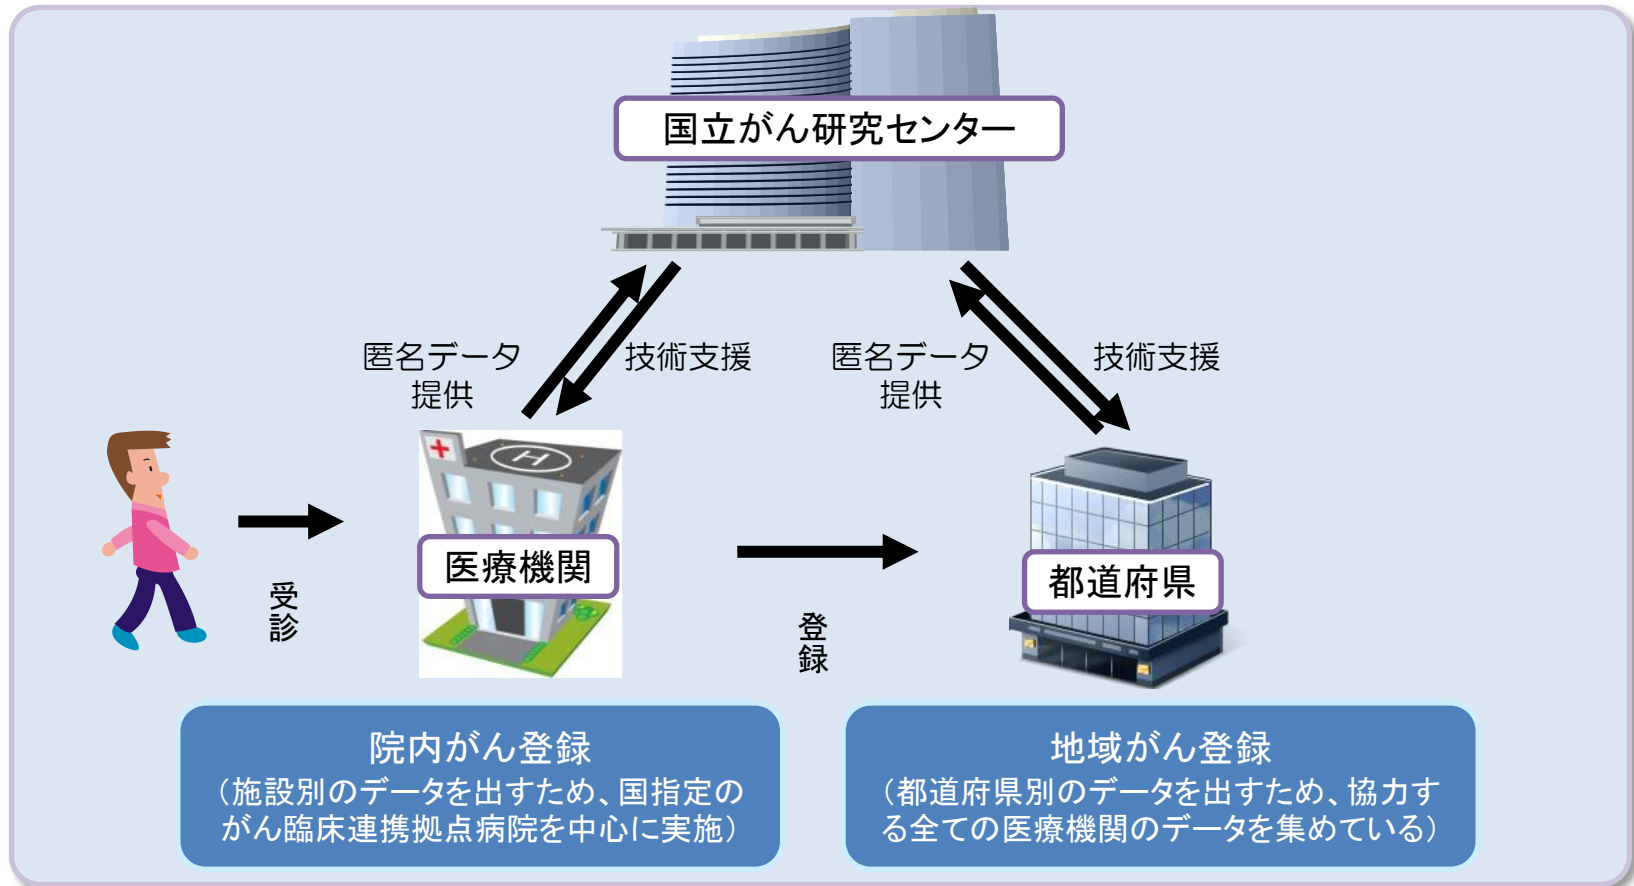 国立がん研究センター
匿名データ
提供
技術支援
匿名データ
提供
技術支援
H
医療機関
都道府県
受診
登録
院内がん登録
（施設別のデータを出すため、国指定の
がん臨床連携拠点病院を中心に実施）
地域がん登録
（都道府県別のデータを出すため、協力す
る全ての医療機関のデータを集めている）